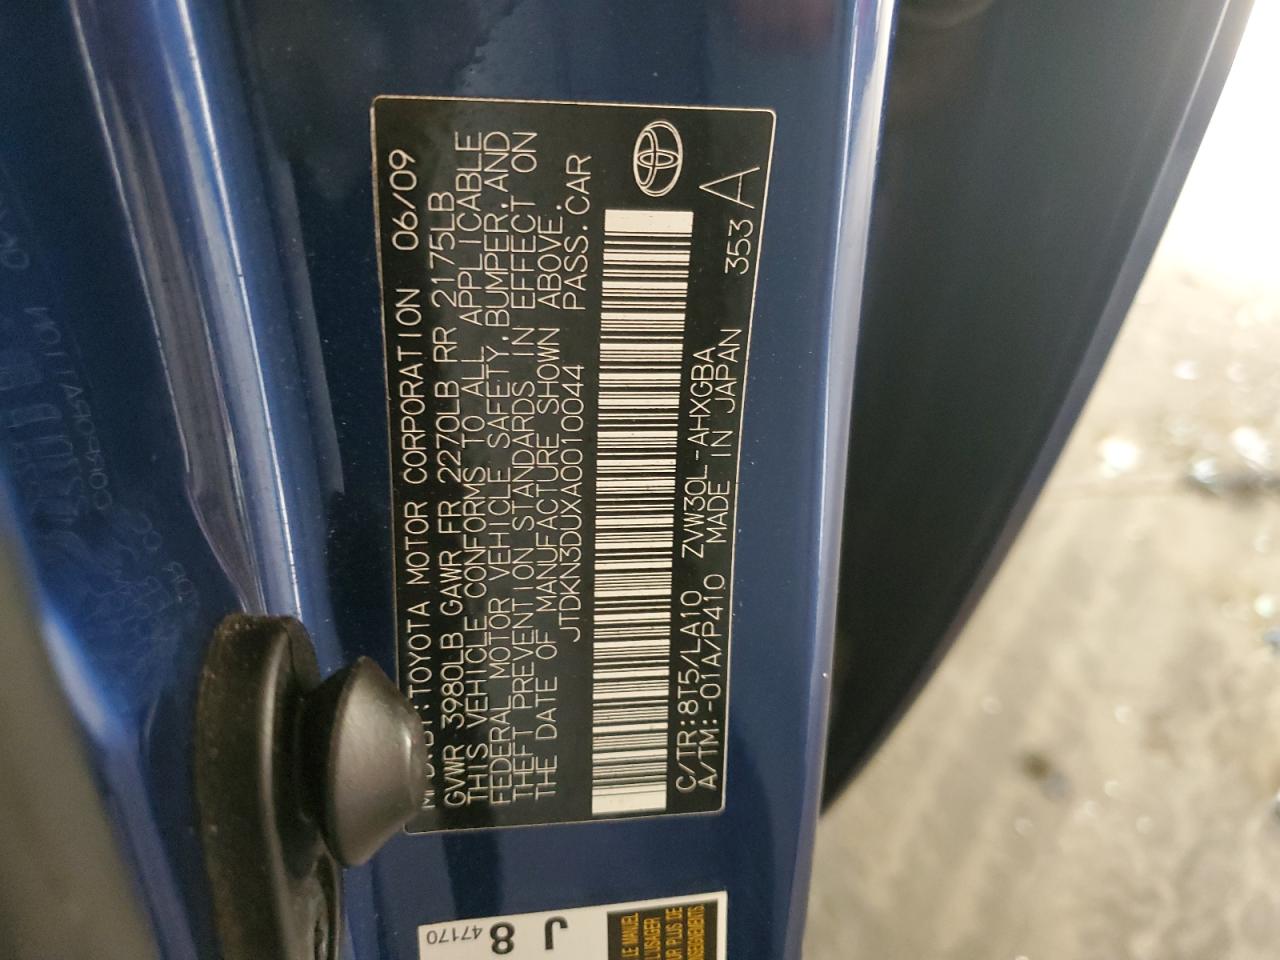 MFD.BY:TOYOTA MOTOR CORPORATION 06/09
GVWR 3980LB GAWR FR 2270LB RR 2175LB
THIS VEHICLE CONFORMS TO ALL APPLICABLE
FEDERAL MOTOR VEHICLE SAFETY, BUMPER, AND
THEFT PREVENTION STANDARDS IN EFFECT ON
THE DATE OF MANUFACTURE SHOWN ABOVE.
JTDKN3DUXA0010044 PASS.CAR
C/TR:8T5/LA10 ZVW30L-AHXGBA 353
A/TM:-01A/P410 MADE IN JAPAN A
J 8
47170
LE MANUEL